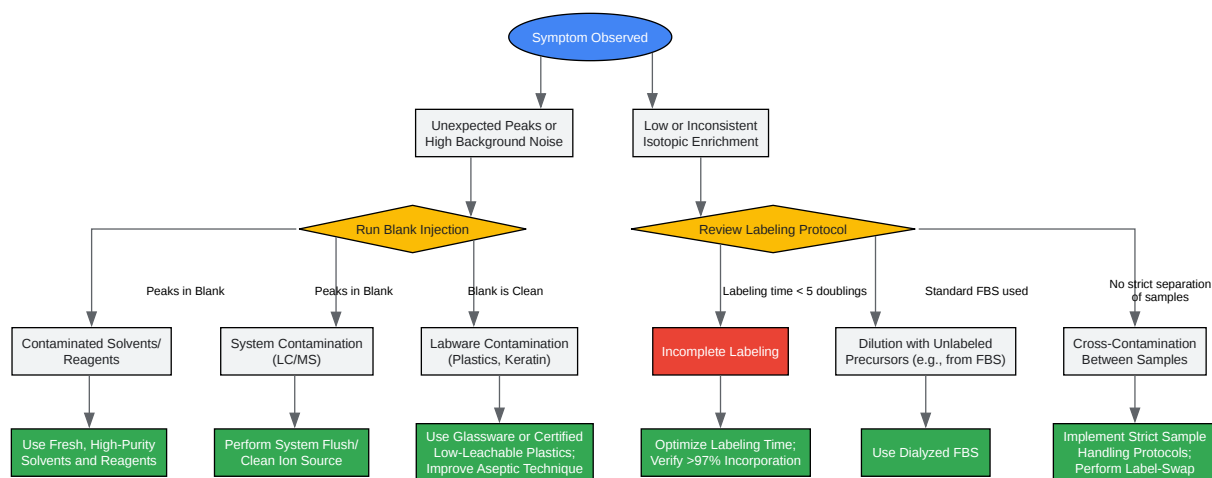 Symptom Observed
Unexpected Peaks or
High Background Noise
Low or Inconsistent
Isotopic Enrichment
Run Blank Injection
Review Labeling Protocol
Peaks in Blank
Peaks in Blank
Blank is Clean
Labeling time < 5 doublings
Standard FBS used
No strict separation
of samples
Contaminated Solvents/
Reagents
System Contamination
(LC/MS)
Labware Contamination
(Plastics, Keratin)
Incomplete Labeling
Dilution with Unlabeled
Precursors (e.g., from FBS)
Cross-Contamination
Between Samples
Use Fresh, High-Purity
Solvents and Reagents
Perform System Flush/
Clean Ion Source
Use Glassware or Certified
Low-Leachable Plastics;
Improve Aseptic Technique
Optimize Labeling Time;
Verify >97% Incorporation
Use Dialyzed FBS
Implement Strict Sample
Handling Protocols;
Perform Label-Swap